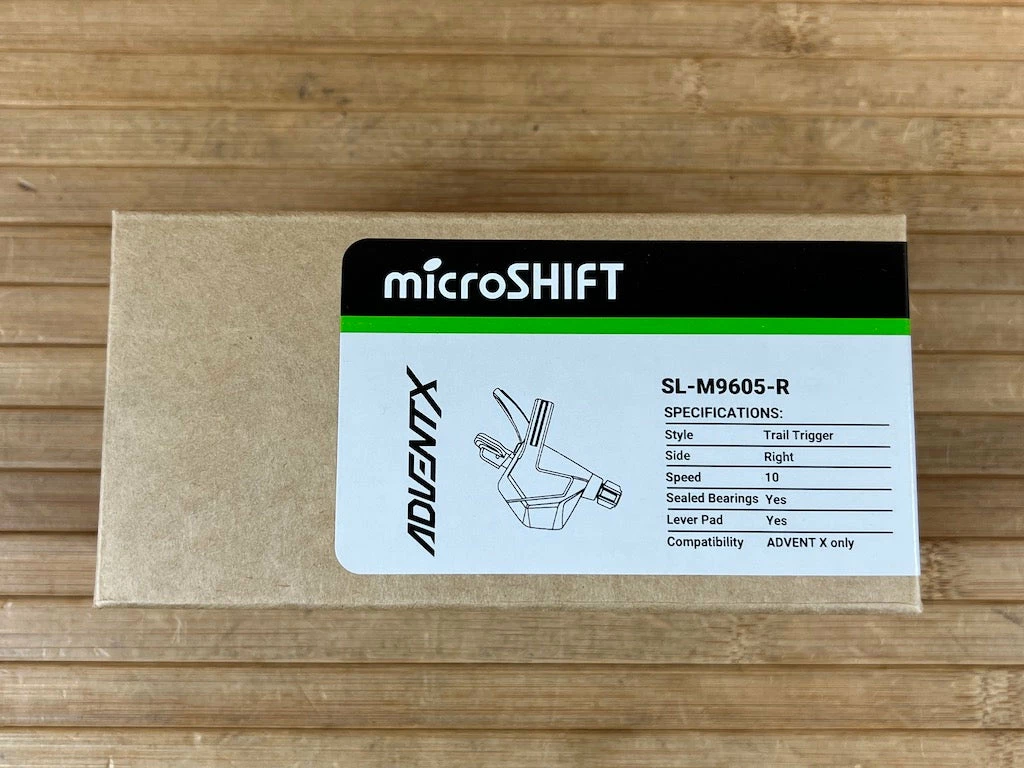 microSHIFT
ADVENTX
SL-M9605-R
SPECIFICATIONS:
Style Trail Trigger
Side Right
Speed 10
Sealed Bearings Yes
Lever Pad Yes
Compatibility ADVENT X only